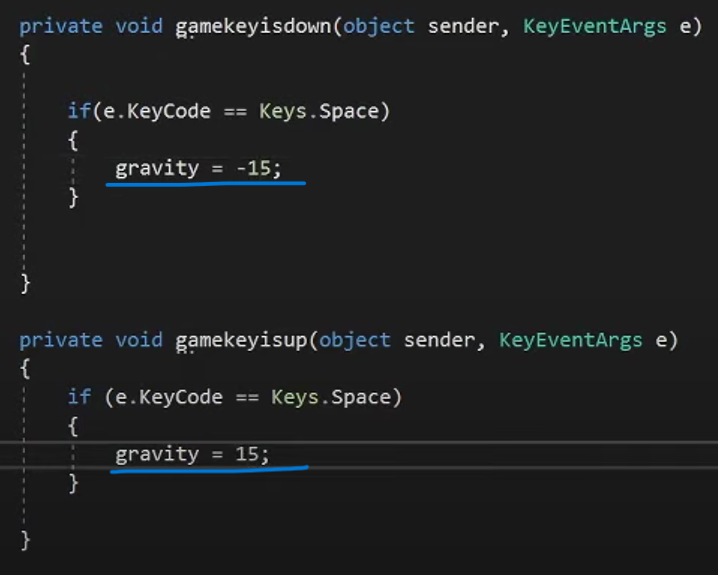 private void gamekeyisdown(object sender, KeyEventArgs e)
{
if(e.KeyCode == Keys.Space)
{
gravity = -15;
}
}
private void gamekeyisup(object sender, KeyEventArgs e)
{
if (e.KeyCode == Keys.Space)
{
gravity = 15;
}
}